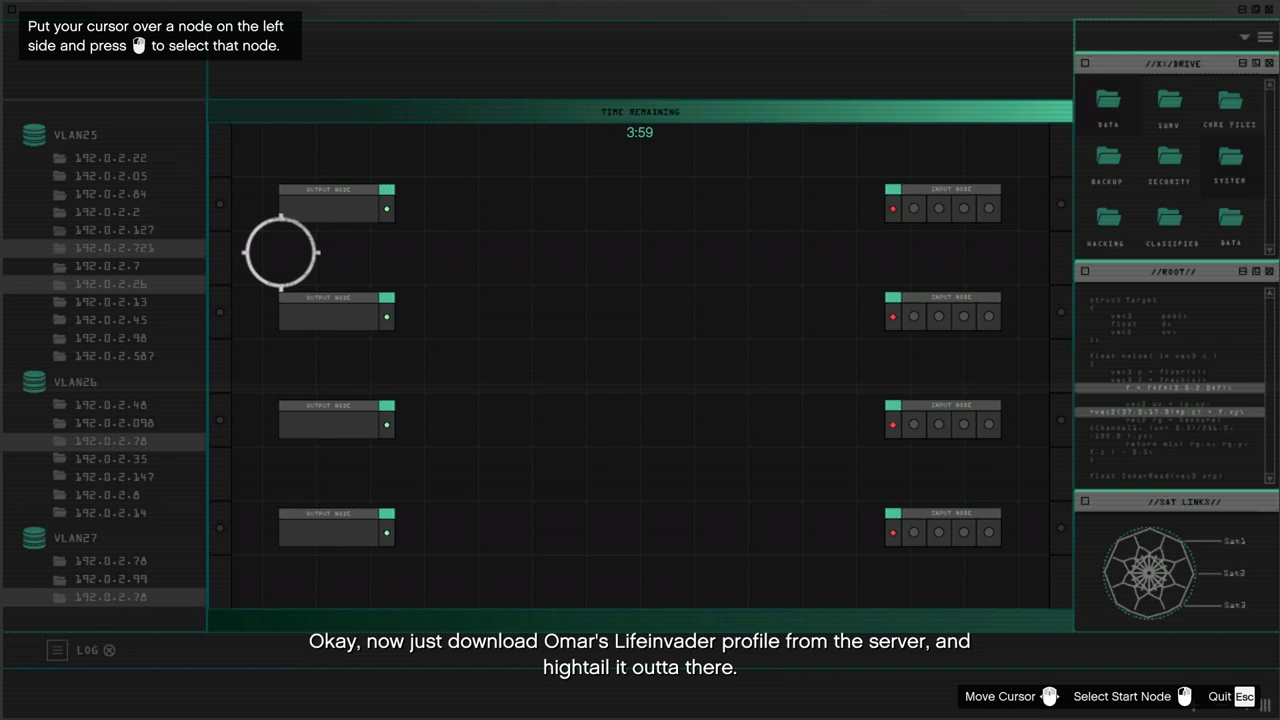 Put your cursor over a node on the left
side and press to select that node.
//X:/DRIVE
DATA
SURV
CORE FILES
BACKUP
SECURITY
SYSTEM
HACKING
CLASSIFIED
DATA
TIME REMAINING
3:59
VLAN25
192.0.2.22
192.0.2.05
192.0.2.84
192.0.2.2
192.0.2.127
192.0.2.721
192.0.2.7
192.0.2.26
192.0.2.13
192.0.2.45
192.0.2.98
192.0.2.587
VLAN26
192.0.2.48
192.0.2.098
192.0.2.78
192.0.2.35
192.0.2.147
192.0.2.8
192.0.2.14
VLAN27
192.0.2.78
192.0.2.99
192.0.2.78
OUTPUT NODE
INPUT NODE
OUTPUT NODE
INPUT NODE
OUTPUT NODE
INPUT NODE
OUTPUT NODE
INPUT NODE
//ROOT//
struct Target
{
vec3
float
vec2
//SAT LINKS//
Sat1
Sat2
Sat3
LOG
Okay, now just download Omar's Lifeinvader profile from the server, and
hightail it outta there.
Move Cursor Select Start Node Quit Esc